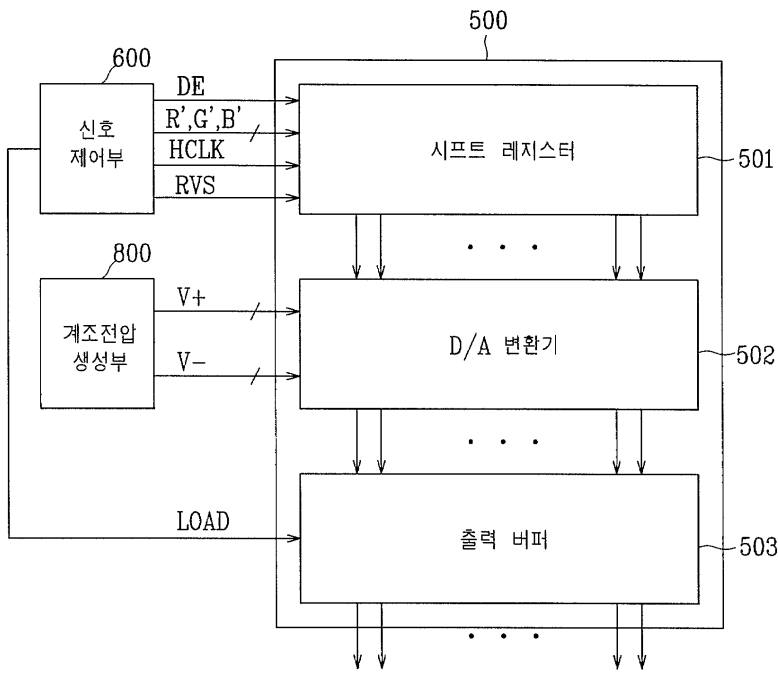 500
600
신호
제어부
DE
R',G',B'
HCLK
RVS
시프트 레지스터
501
800
계조전압
생성부
V+
V-
D/A 변환기
502
LOAD
출력 버퍼
503